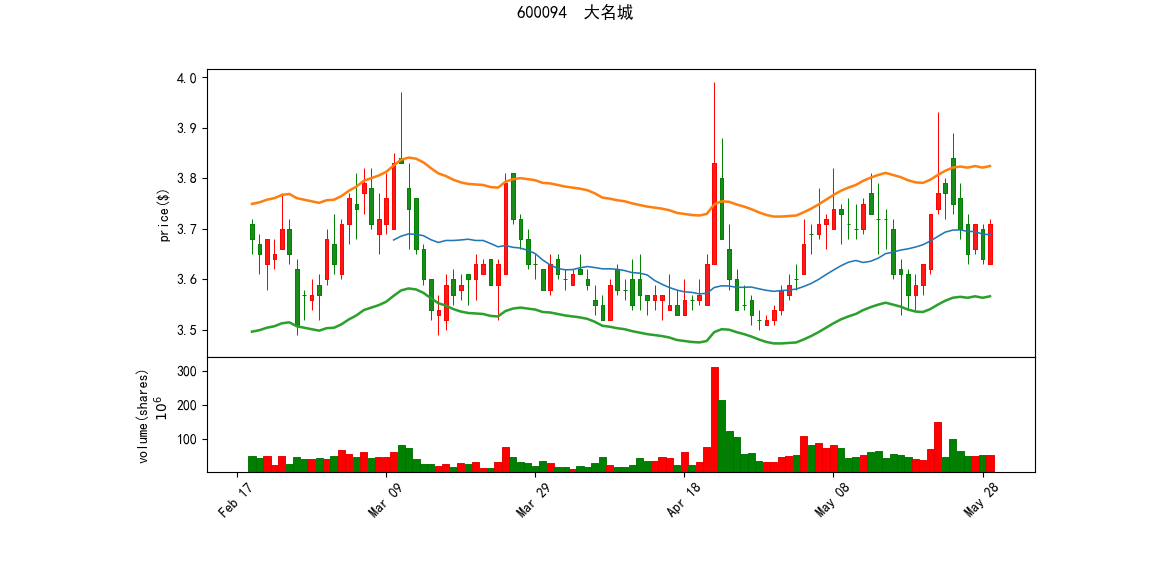 600094  大名城
4.0
3.9
3.8
3.7
3.6
3.5
price($)
300
200
100
volume(shares)
10^6
Feb 17
Mar 09
Mar 29
Apr 18
May 08
May 28